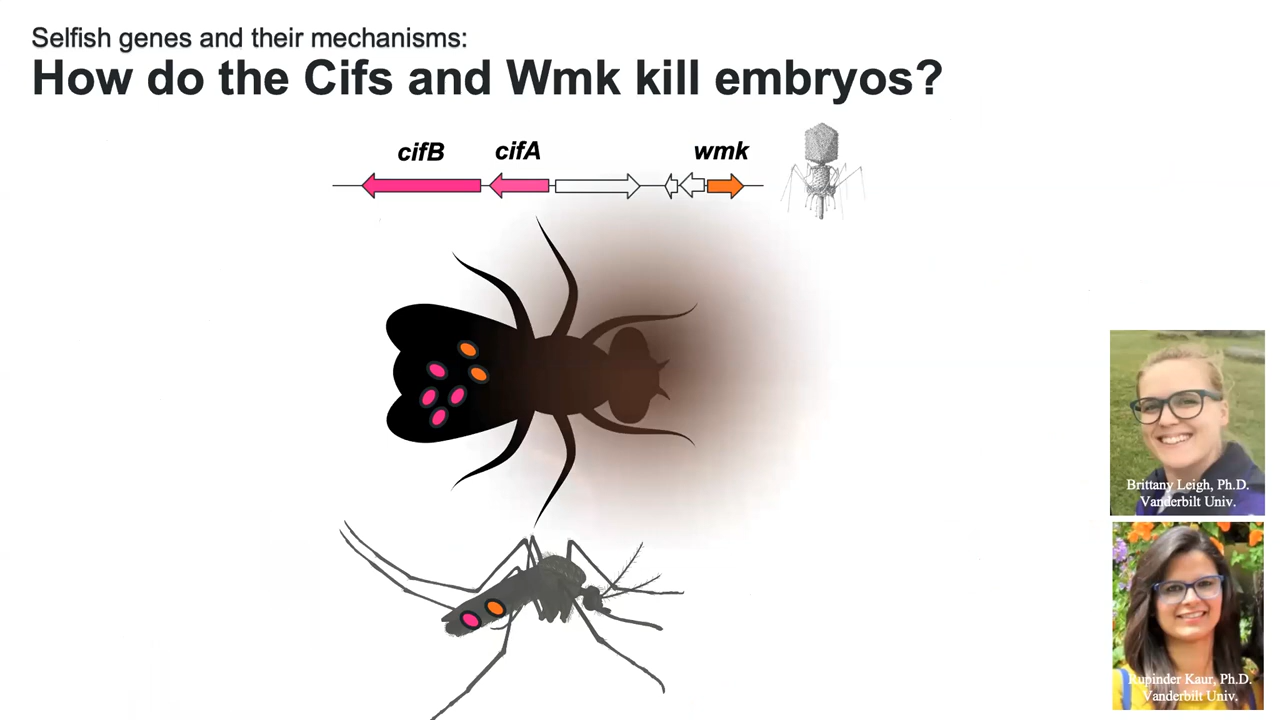 Selfish genes and their mechanisms:
How do the Cifs and Wmk kill embryos?
cifB cifA wmk
Brittany Leigh, Ph.D.
Vanderbilt Univ.
Rupinder Kaur, Ph.D.
Vanderbilt Univ.